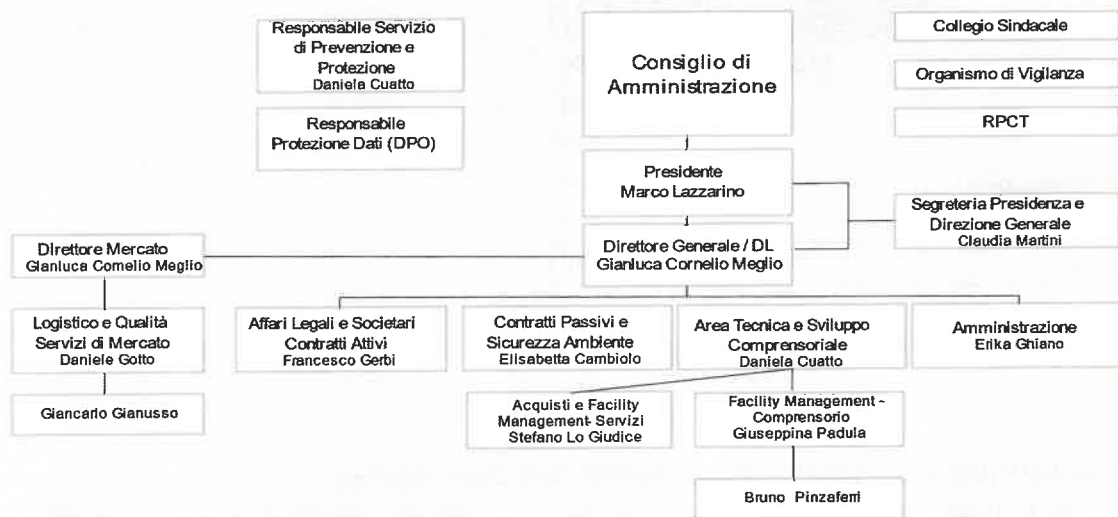 Responsabile Servizio
di Prevenzione e
Protezione
Daniela Cuatto
Consiglio di
Amministrazione
Collegio Sindacale
Organismo di Vigilanza
RPCT
Responsabile
Protezione Dati (DPO)
Presidente
Marco Lazzarino
Segreteria Presidenza e
Direzione Generale
Claudia Martini
Direttore Mercato
Gianluca Cornelio Meglio
Direttore Generale / DL
Gianluca Cornelio Meglio
Logistico e Qualità
Servizi di Mercato
Daniele Gotto
Affari Legali e Societari
Contratti Attivi
Francesco Gerbi
Contratti Passivi e
Sicurezza Ambiente
Elisabetta Cambiolo
Area Tecnica e Sviluppo
Comprensoriale
Daniela Cuatto
Amministrazione
Erika Ghiano
Giancarlo Gianusso
Acquisti e Facility
Management- Servizi
Stefano Lo Giudice
Facility Management -
Comprensorio
Giuseppina Padula
Bruno Pinzaferri